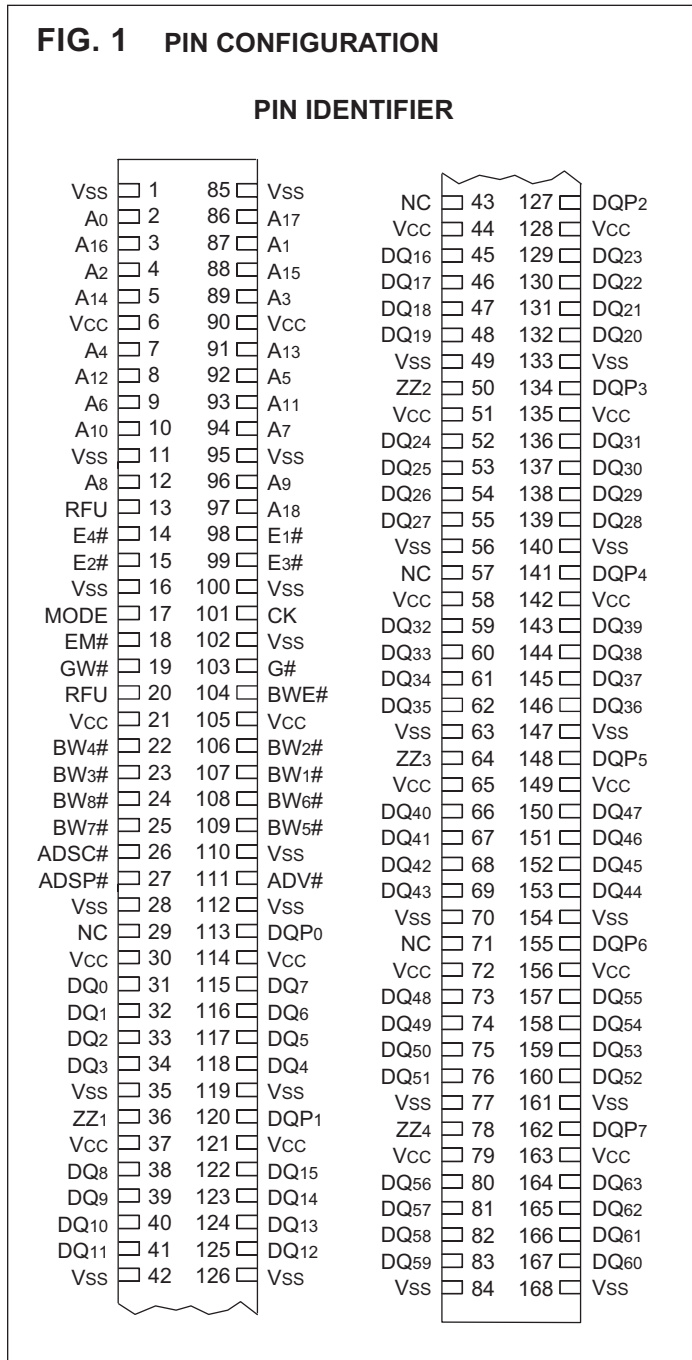 FIG. 1 PIN CONFIGURATION
PIN IDENTIFIER
VSS 1 85 VSS
A0 2 86 A17
A16 3 87 A1
A2 4 88 A15
A14 5 89 A3
VCC 6 90 VCC
A4 7 91 A13
A12 8 92 A5
A6 9 93 A11
A10 10 94 A7
VSS 11 95 VSS
A8 12 96 A9
RFU 13 97 A18
E4# 14 98 E1#
E2# 15 99 E3#
VSS 16 100 VSS
MODE 17 101 CK
EM# 18 102 VSS
GW# 19 103 G#
RFU 20 104 BWE#
VCC 21 105 VCC
BW4# 22 106 BW2#
BW3# 23 107 BW1#
BW8# 24 108 BW6#
BW7# 25 109 BW5#
ADSC# 26 110 VSS
ADSP# 27 111 ADV#
VSS 28 112 VSS
NC 29 113 DQP0
VCC 30 114 VCC
DQ0 31 115 DQ7
DQ1 32 116 DQ6
DQ2 33 117 DQ5
DQ3 34 118 DQ4
VSS 35 119 VSS
ZZ1 36 120 DQP1
VCC 37 121 VCC
DQ8 38 122 DQ15
DQ9 39 123 DQ14
DQ10 40 124 DQ13
DQ11 41 125 DQ12
VSS 42 126 VSS
NC 43 127 DQP2
VCC 44 128 VCC
DQ16 45 129 DQ23
DQ17 46 130 DQ22
DQ18 47 131 DQ21
DQ19 48 132 DQ20
VSS 49 133 VSS
ZZ2 50 134 DQP3
VCC 51 135 VCC
DQ24 52 136 DQ31
DQ25 53 137 DQ30
DQ26 54 138 DQ29
DQ27 55 139 DQ28
VSS 56 140 VSS
NC 57 141 DQP4
VCC 58 142 VCC
DQ32 59 143 DQ39
DQ33 60 144 DQ38
DQ34 61 145 DQ37
DQ35 62 146 DQ36
VSS 63 147 VSS
ZZ3 64 148 DQP5
VCC 65 149 VCC
DQ40 66 150 DQ47
DQ41 67 151 DQ46
DQ42 68 152 DQ45
DQ43 69 153 DQ44
VSS 70 154 VSS
NC 71 155 DQP6
VCC 72 156 VCC
DQ48 73 157 DQ55
DQ49 74 158 DQ54
DQ50 75 159 DQ53
DQ51 76 160 DQ52
VSS 77 161 VSS
ZZ4 78 162 DQP7
VCC 79 163 VCC
DQ56 80 164 DQ63
DQ57 81 165 DQ62
DQ58 82 166 DQ61
DQ59 83 167 DQ60
VSS 84 168 VSS